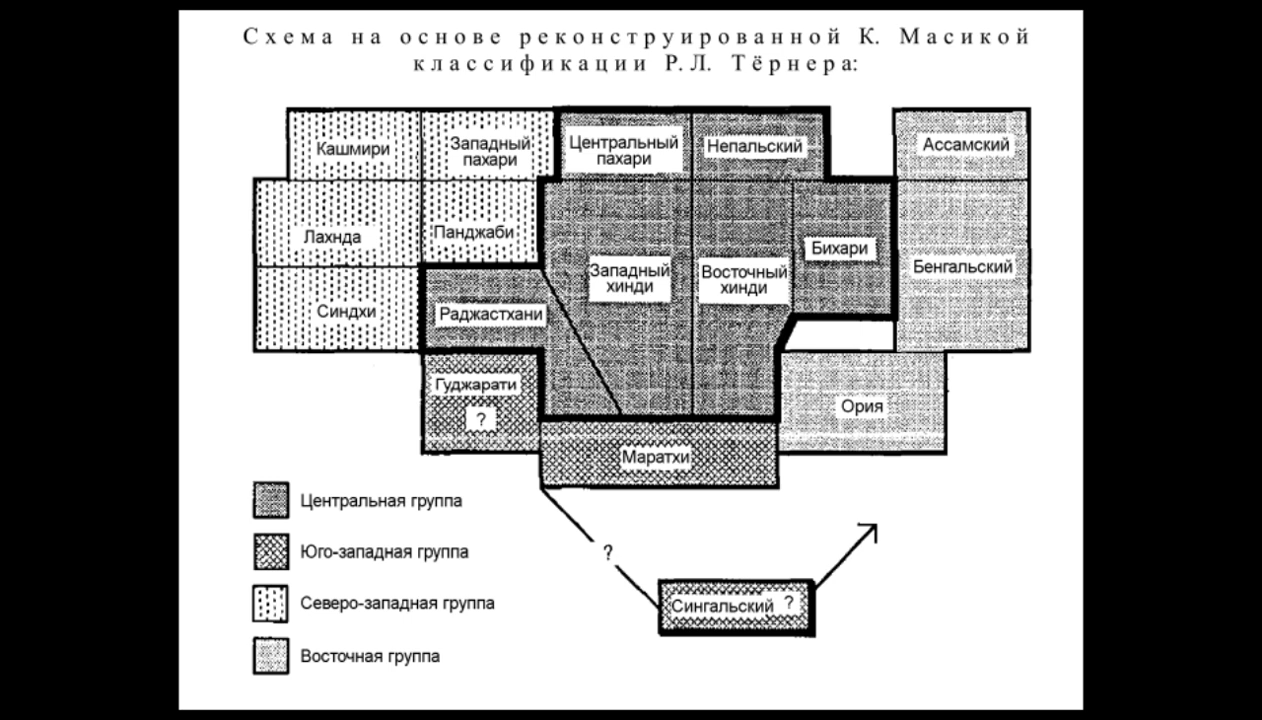 Схема на основе реконструированной К. Масикой
классификации Р. Л. Тёрнера:
Кашмири
Западный
пахари
Центральный
пахари
Непальский
Ассамский
Лахнда
Панджаби
Западный
хинди
Восточный
хинди
Бихари
Бенгальский
Синдхи
Раджастхани
Гуджарати
?
Ория
Маратхи
Центральная группа
Юго-западная группа
?
Северо-западная группа
Сингальский ?
Восточная группа